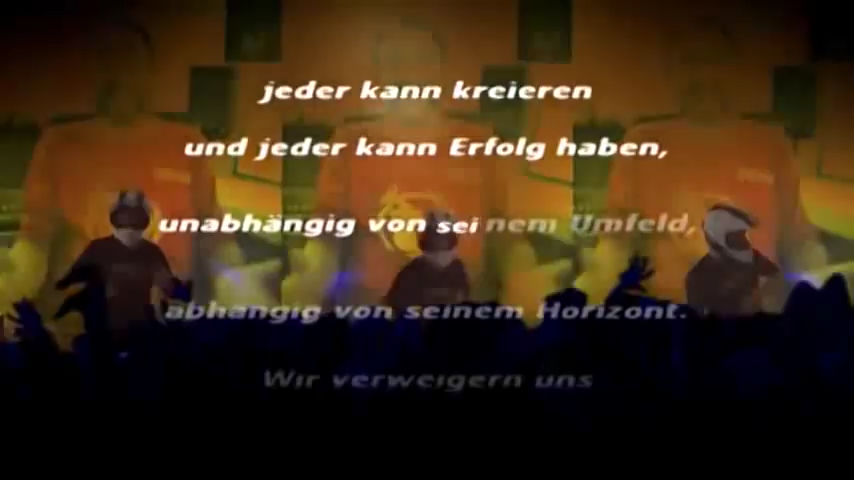 jeder kann kreieren
und jeder kann Erfolg haben,
unabhängig von seinem Umfeld,
abhängig von seinem Horizont.
Wir verweigern uns